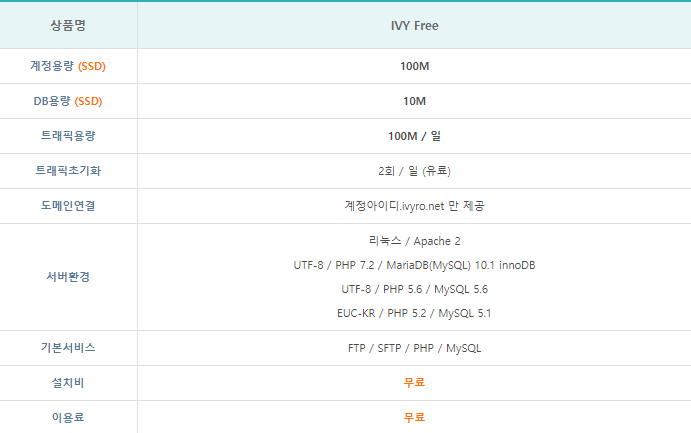 상품명 IVY Free
계정용량 (SSD) 100M
DB용량 (SSD) 10M
트래픽용량 100M / 일
트래픽초기화 2회 / 일 (유료)
도메인연결 계정아이디.ivyro.net 만 제공
서버환경
리눅스 / Apache 2
UTF-8 / PHP 7.2 / MariaDB(MySQL) 10.1 innoDB
UTF-8 / PHP 5.6 / MySQL 5.6
EUC-KR / PHP 5.2 / MySQL 5.1
기본서비스 FTP / SFTP / PHP / MySQL
설치비 무료
이용료 무료